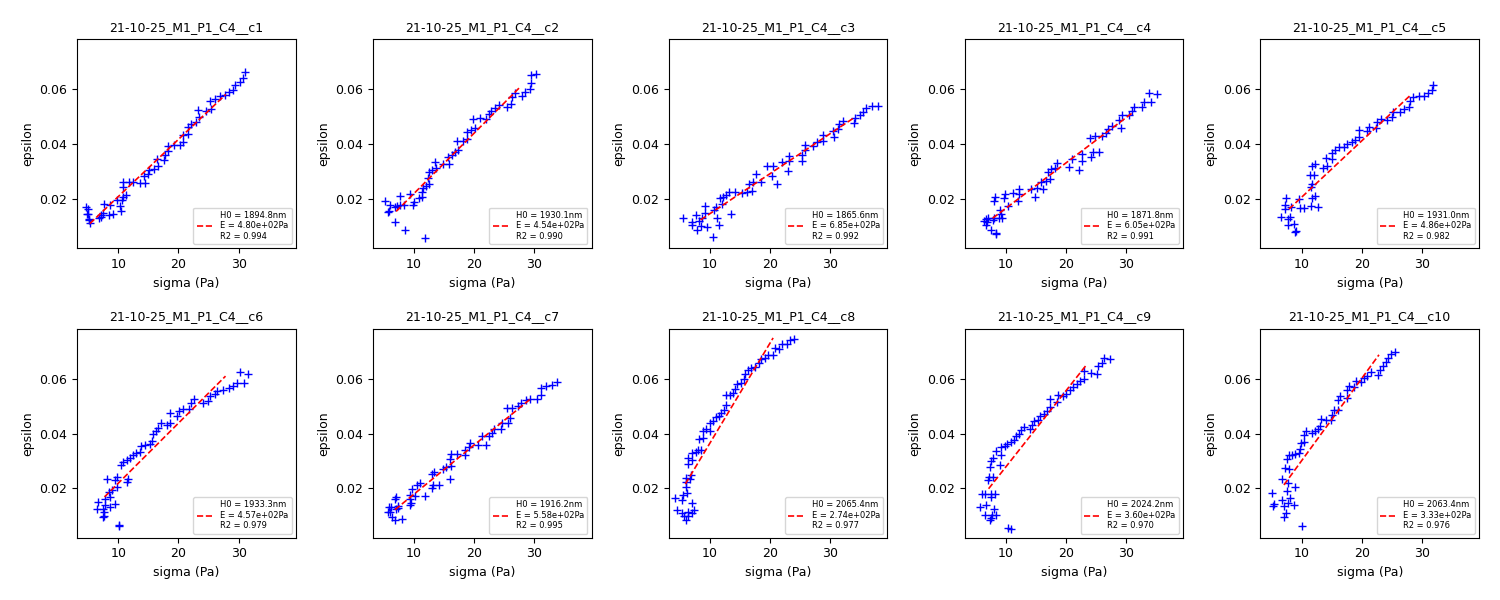 21-10-25_M1_P1_C4__c1
21-10-25_M1_P1_C4__c2
21-10-25_M1_P1_C4__c3
21-10-25_M1_P1_C4__c4
21-10-25_M1_P1_C4__c5
epsilon
0.06
0.04
0.02
10 20 30
sigma (Pa)
H0 = 1894.8nm
E = 4.80e+02Pa
R2 = 0.994
epsilon
0.06
0.04
0.02
10 20 30
sigma (Pa)
H0 = 1930.1nm
E = 4.54e+02Pa
R2 = 0.990
epsilon
0.06
0.04
0.02
10 20 30
sigma (Pa)
H0 = 1865.6nm
E = 6.85e+02Pa
R2 = 0.992
epsilon
0.06
0.04
0.02
10 20 30
sigma (Pa)
H0 = 1871.8nm
E = 6.05e+02Pa
R2 = 0.991
epsilon
0.06
0.04
0.02
10 20 30
sigma (Pa)
H0 = 1931.0nm
E = 4.86e+02Pa
R2 = 0.982
21-10-25_M1_P1_C4__c6
21-10-25_M1_P1_C4__c7
21-10-25_M1_P1_C4__c8
21-10-25_M1_P1_C4__c9
21-10-25_M1_P1_C4__c10
epsilon
0.06
0.04
0.02
10 20 30
sigma (Pa)
H0 = 1933.3nm
E = 4.57e+02Pa
R2 = 0.979
epsilon
0.06
0.04
0.02
10 20 30
sigma (Pa)
H0 = 1916.2nm
E = 5.58e+02Pa
R2 = 0.995
epsilon
0.06
0.04
0.02
10 20 30
sigma (Pa)
H0 = 2065.4nm
E = 2.74e+02Pa
R2 = 0.977
epsilon
0.06
0.04
0.02
10 20 30
sigma (Pa)
H0 = 2024.2nm
E = 3.60e+02Pa
R2 = 0.970
epsilon
0.06
0.04
0.02
10 20 30
sigma (Pa)
H0 = 2063.4nm
E = 3.33e+02Pa
R2 = 0.976